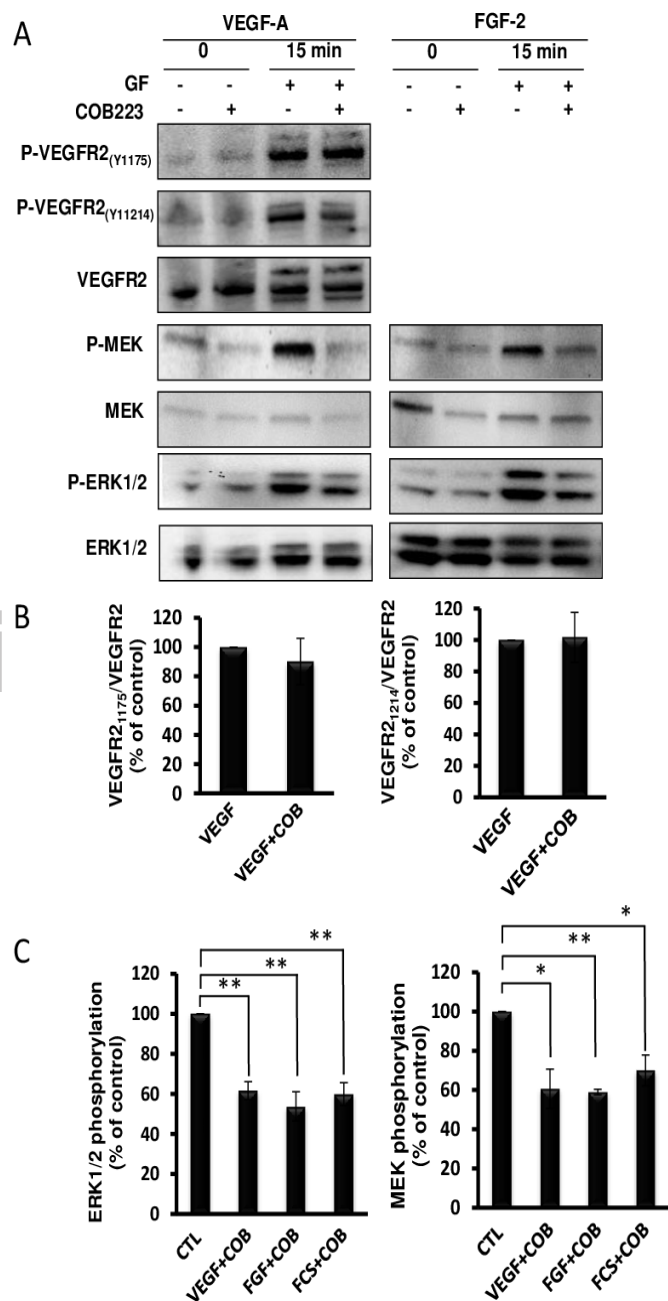 A
VEGF-A FGF-2
0 15 min 0 15 min
GF - - + + - - + +
COB223 - + - + - + - +
P-VEGFR2(Y1175)
P-VEGFR2(Y11214)
VEGFR2
P-MEK
MEK
P-ERK1/2
ERK1/2
B
VEGFR2 1175/VEGFR2
(% of control)
120
100
80
60
40
20
0
VEGF VEGF+COB
VEGFR2 1214/VEGFR2
(% of control)
120
100
80
60
40
20
0
VEGF VEGF+COB
C
ERK1/2 phosphorylation
(% of control)
120
100
80
60
40
20
0
**
**
**
CTL VEGF+COB FGF+COB FCS+COB
MEK phosphorylation
(% of control)
120
100
80
60
40
20
0
*
**
*
CTL VEGF+COB FGF+COB FCS+COB